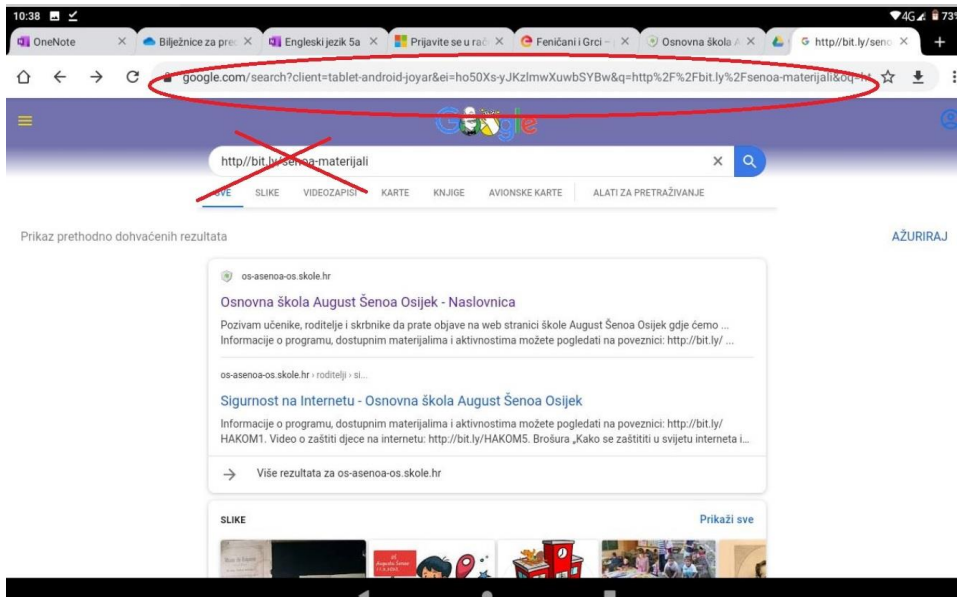 10:38
4G 73%
OneNote
Bilježnice za pre
Engleski jezik 5a
Prijavite se u rač
Feničani i Grci –
Osnovna škola A
http//bit.ly/seno
google.com/search?client=tablet-android-joyar&ei=ho50Xs-yJKzlmwXuwbSYBw&q=http%2F%2Fbit.ly%2Fsenoa-materijali&oq=ht
Google
http//bit.ly/senoa-materijali
SVE SLIKE VIDEOZAPISI KARTE KNJIGE AVIONSKE KARTE ALATI ZA PRETRAŽIVANJE
Prikaz prethodno dohvaćenih rezultata AŽURIRAJ
os-asenoa-os.skole.hr
Osnovna škola August Šenoa Osijek - Naslovnica
Pozivam učenike, roditelje i skrbnike da prate objave na web stranici škole August Šenoa Osijek gdje ćemo ...
Informacije o programu, dostupnim materijalima i aktivnostima možete pogledati na poveznici: http://bit.ly/ ...
os-asenoa-os.skole.hr › roditelji › si...
Sigurnost na Internetu - Osnovna škola August Šenoa Osijek
Informacije o programu, dostupnim materijalima i aktivnostima možete pogledati na poveznici: http://bit.ly/
HAKOM1. Video o zaštiti djece na internetu: http://bit.ly/HAKOM5. Brošura „Kako se zaštititi u svijetu interneta i...
Više rezultata za os-asenoa-os.skole.hr
SLIKE Prikaži sve